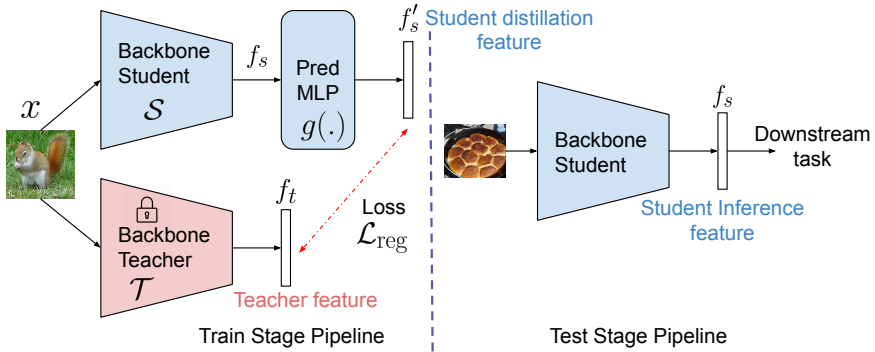 x
Backbone
Student
𝒮
f_s
Pred
MLP
g(.)
f'_s
Student distillation
feature
Backbone
Teacher
𝒯
f_t
Teacher feature
Loss
ℒ_reg
Train Stage Pipeline
Backbone
Student
f_s
Downstream
task
Student Inference
feature
Test Stage Pipeline